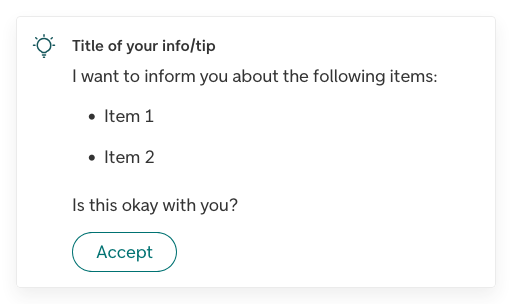 Title of your info/tip
I want to inform you about the following items:
• Item 1
• Item 2
Is this okay with you?
Accept